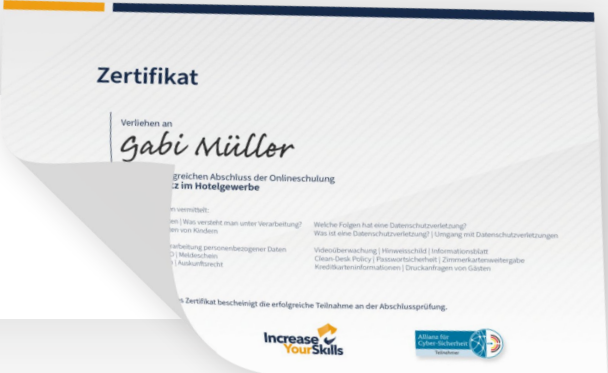 Zertifikat
Verliehen an
Gabi Müller
greichen Abschluss der Onlineschulung
tz im Hotelgewerbe
n vermittelt:
en | Was versteht man unter Verarbeitung?
en von Kindern
rarbeitung personenbezogener Daten
O | Meldeschein
| Auskunftsrecht
Welche Folgen hat eine Datenschutzverletzung?
Was ist eine Datenschutzverletzung? | Umgang mit Datenschutzverletzungen
Videoüberwachung | Hinweisschild | Informationsblatt
Clean-Desk Policy | Passwortsicherheit | Zimmerkartenweitergabe
Kreditkarteninformationen | Druckanfragen von Gästen
s Zertifikat bescheinigt die erfolgreiche Teilnahme an der Abschlussprüfung.
Increase
YourSkills
Allianz für
Cyber-Sicherheit
Teilnehmer